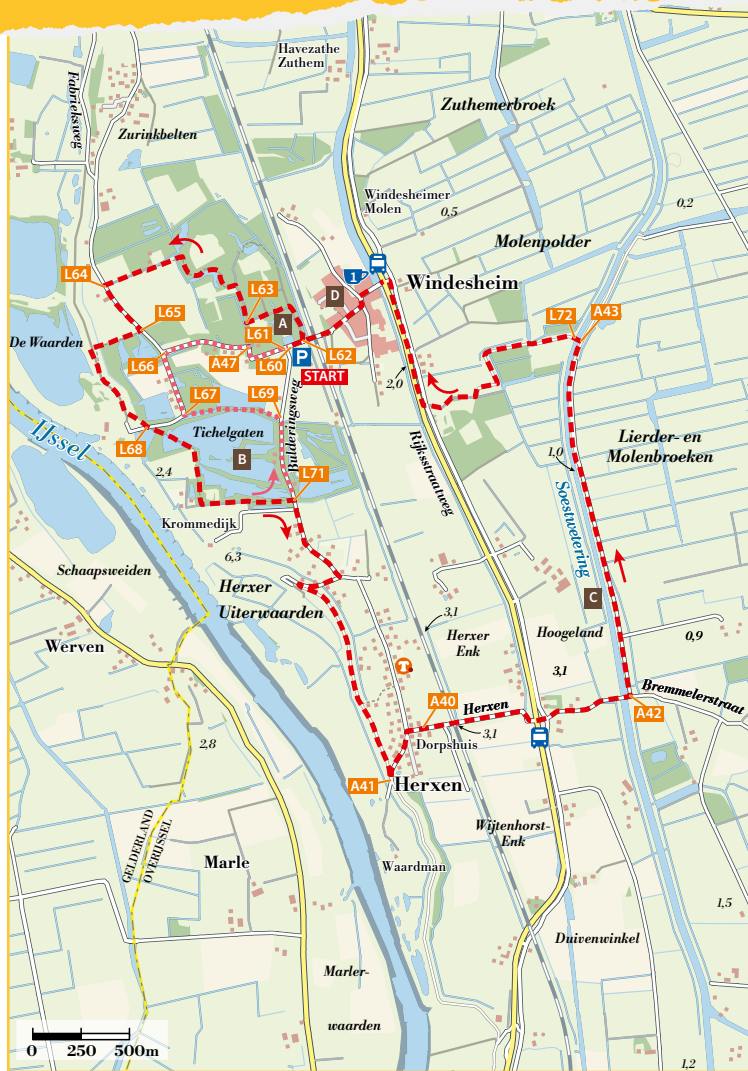 Havezathe
Zuthem
Fabrieksweg
Zuthemerbroek
Zurinkbelten
Windesheimer
Molen
0,5
0,2
Molenpolder
L64
1
Windesheim
L63
D
A
L65
L61
L72
A43
De Waarden
L66
A47
L60
P
L62
START
2,0
L67
L69
Bulderingsweg
IJssel
Tichelgaten
L68
B
2,4
L71
Rijksstraatweg
Lierder- en
Molenbroeken
1,0
Soestwetering
Krommedijk
6,3
Schaapsweiden
Herxer
Uiterwaarden
C
3,1
Herxer
Enk
Hoogeland
3,1
0,9
Werven
Bremmelerstraat
A40
Herxen
A42
2,8
3,1
Dorpshuis
A41
Herxen
GELDERLAND
OVERIJSSEL
Wijtenhorst-
Enk
Marle
Waardman
1,5
Duivenwinkel
Marler-
waarden
0 250 500m
1,2